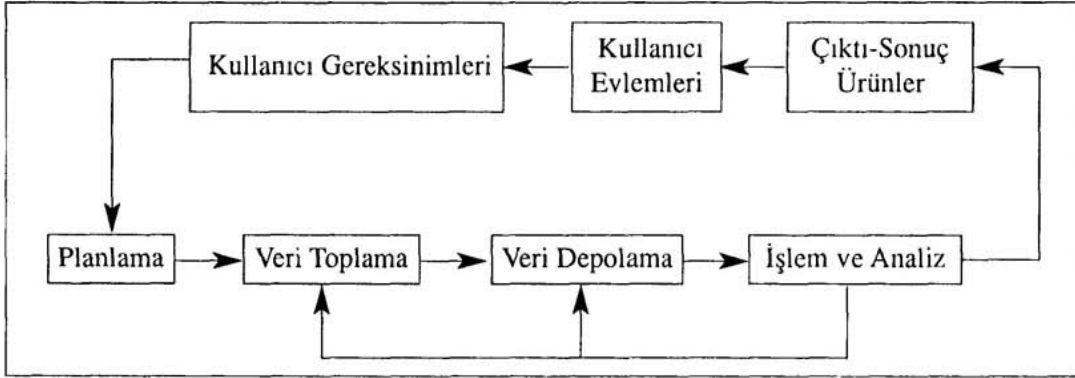 Kullanıcı Gereksinimleri
Kullanıcı
Evlemleri
Çıktı-Sonuç
Ürünler
Planlama
Veri Toplama
Veri Depolama
İşlem ve Analiz